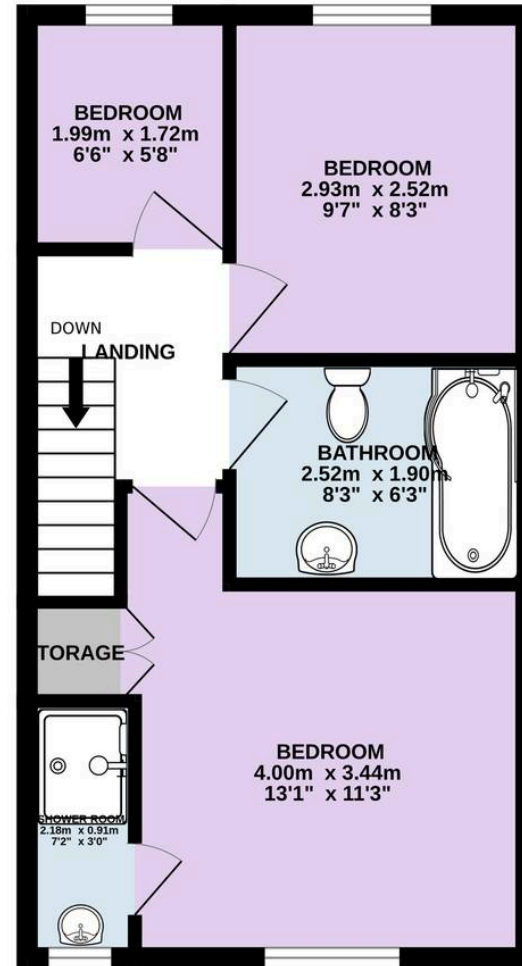 BEDROOM
1.99m x 1.72m
6'6" x 5'8"
BEDROOM
2.93m x 2.52m
9'7" x 8'3"
DOWN
LANDING
BATHROOM
2.52m x 1.90m
8'3" x 6'3"
TORAGE
BEDROOM
4.00m x 3.44m
13'1" x 11'3"
SHOWER ROOM
2.18m x 0.91m
7'2" x 3'0"